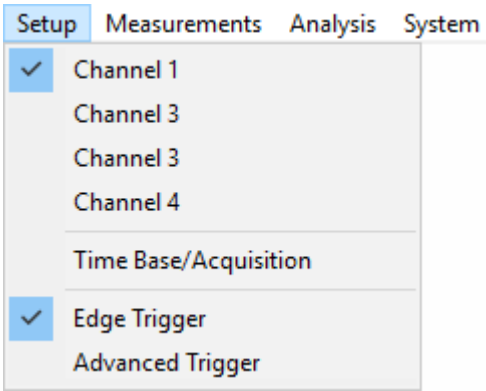 Setup Measurements Analysis System
Channel 1
Channel 3
Channel 3
Channel 4
Time Base/Acquisition
Edge Trigger
Advanced Trigger